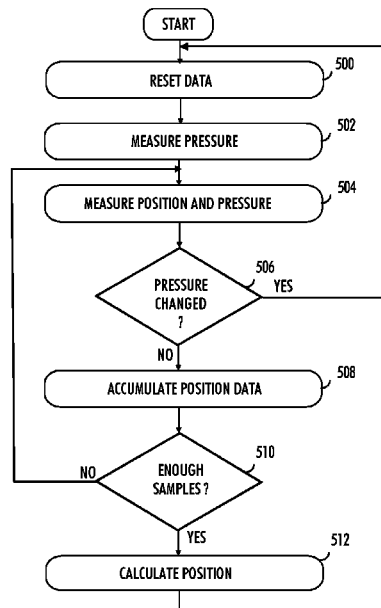 START
500
RESET DATA
502
MEASURE PRESSURE
504
MEASURE POSITION AND PRESSURE
506
PRESSURE
CHANGED
?
YES
NO
508
ACCUMULATE POSITION DATA
510
NO
ENOUGH
SAMPLES ?
YES
512
CALCULATE POSITION